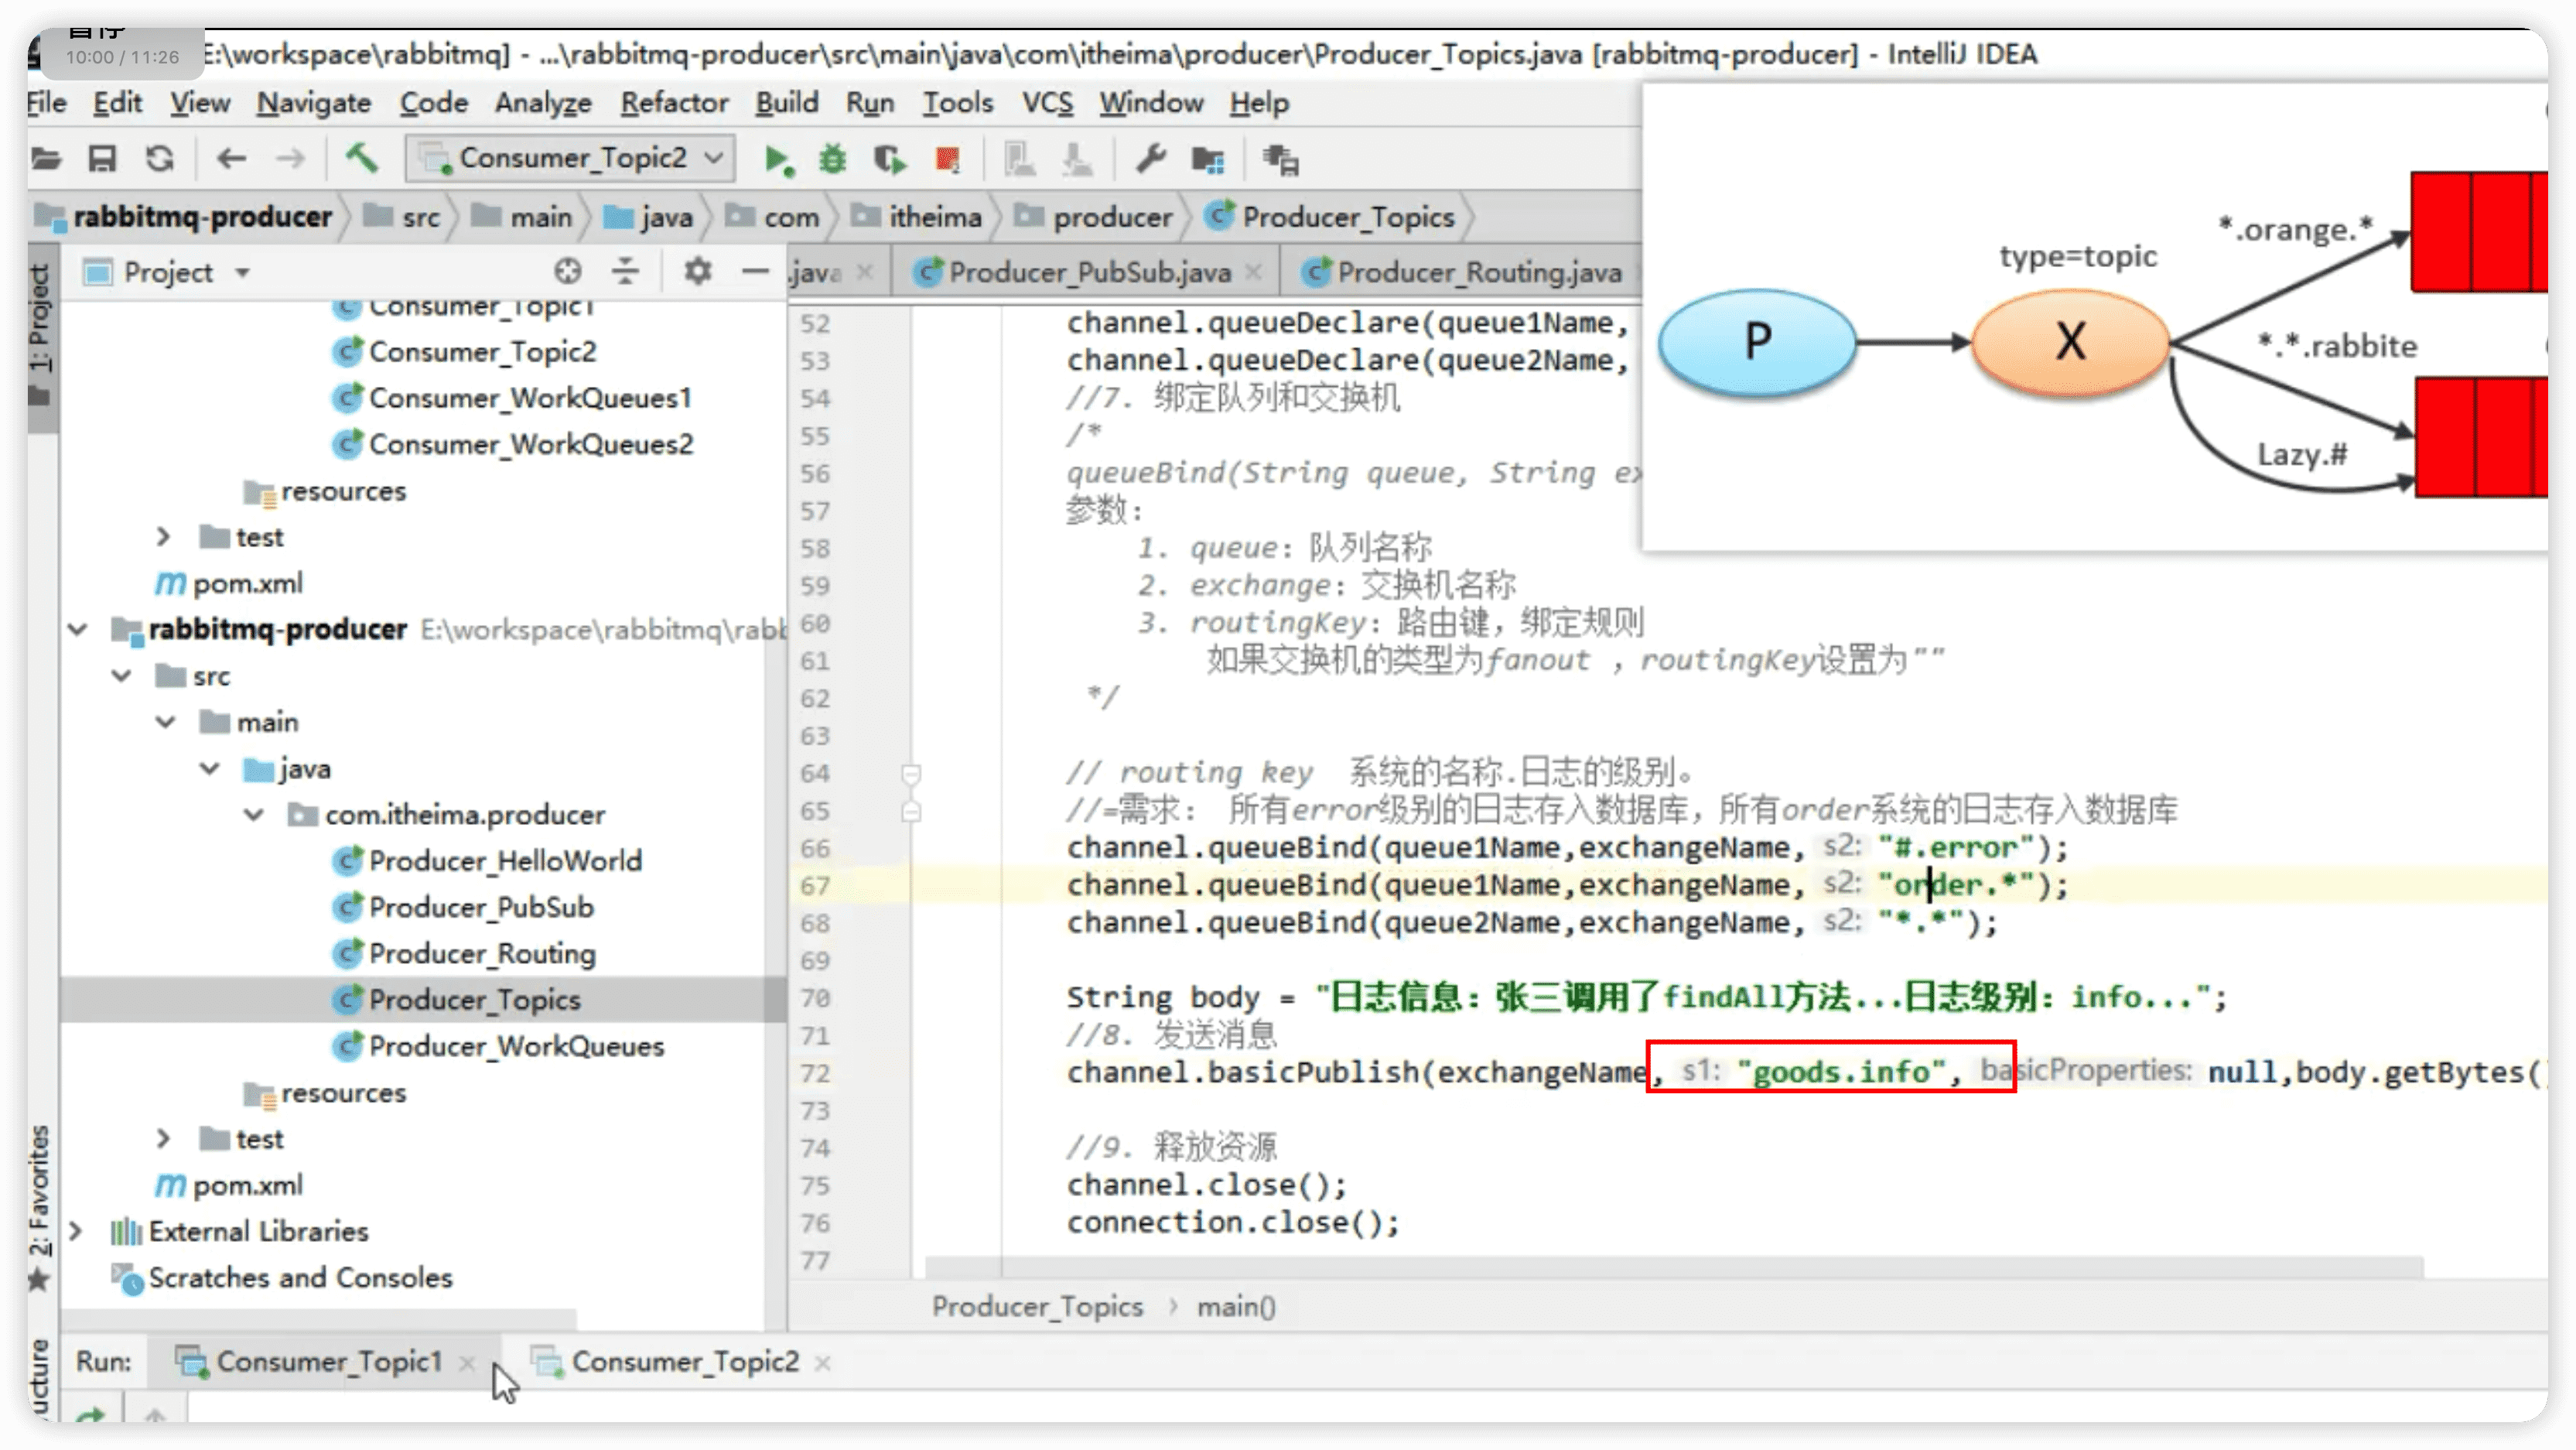 10:00 / 11:26
E:\workspace\rabbitmq] - ...\rabbitmq-producer\src\main\java\com\itheima\producer\Producer_Topics.java [rabbitmq-producer] - IntelliJ IDEA
File Edit View Navigate Code Analyze Refactor Build Run Tools VCS Window Help
Consumer_Topic2
rabbitmq-producer src main java com itheima producer Producer_Topics
1: Project
Project
.java Producer_PubSub.java Producer_Routing.java
Consumer_Topic1
Consumer_Topic2
Consumer_WorkQueues1
Consumer_WorkQueues2
resources
test
pom.xml
rabbitmq-producer E:\workspace\rabbitmq\rabb
src
main
java
com.itheima.producer
Producer_HelloWorld
Producer_PubSub
Producer_Routing
Producer_Topics
Producer_WorkQueues
resources
test
pom.xml
External Libraries
Scratches and Consoles
2: Favorites
ucture
52 channel.queueDeclare(queue1Name,
53 channel.queueDeclare(queue2Name,
54 //7. 绑定队列和交换机
55 /*
56 queueBind(String queue, String ex
57 参数：
58 1. queue：队列名称
59 2. exchange：交换机名称
60 3. routingKey：路由键，绑定规则
61 如果交换机的类型为fanout ，routingKey设置为""
62 */
63
64 // routing key 系统的名称.日志的级别。
65 //=需求： 所有error级别的日志存入数据库，所有order系统的日志存入数据库
66 channel.queueBind(queue1Name,exchangeName, s2: "#.error");
67 channel.queueBind(queue1Name,exchangeName, s2: "order.*");
68 channel.queueBind(queue2Name,exchangeName, s2: "*.*");
69
70 String body = "日志信息：张三调用了findAll方法...日志级别：info...";
71 //8. 发送消息
72 channel.basicPublish(exchangeName, s1: "goods.info", basicProperties: null,body.getBytes()
73
74 //9. 释放资源
75 channel.close();
76 connection.close();
77
Producer_Topics main()
type=topic
P
X
*.orange.*
*.*.rabbite
Lazy.#
Run: Consumer_Topic1 Consumer_Topic2